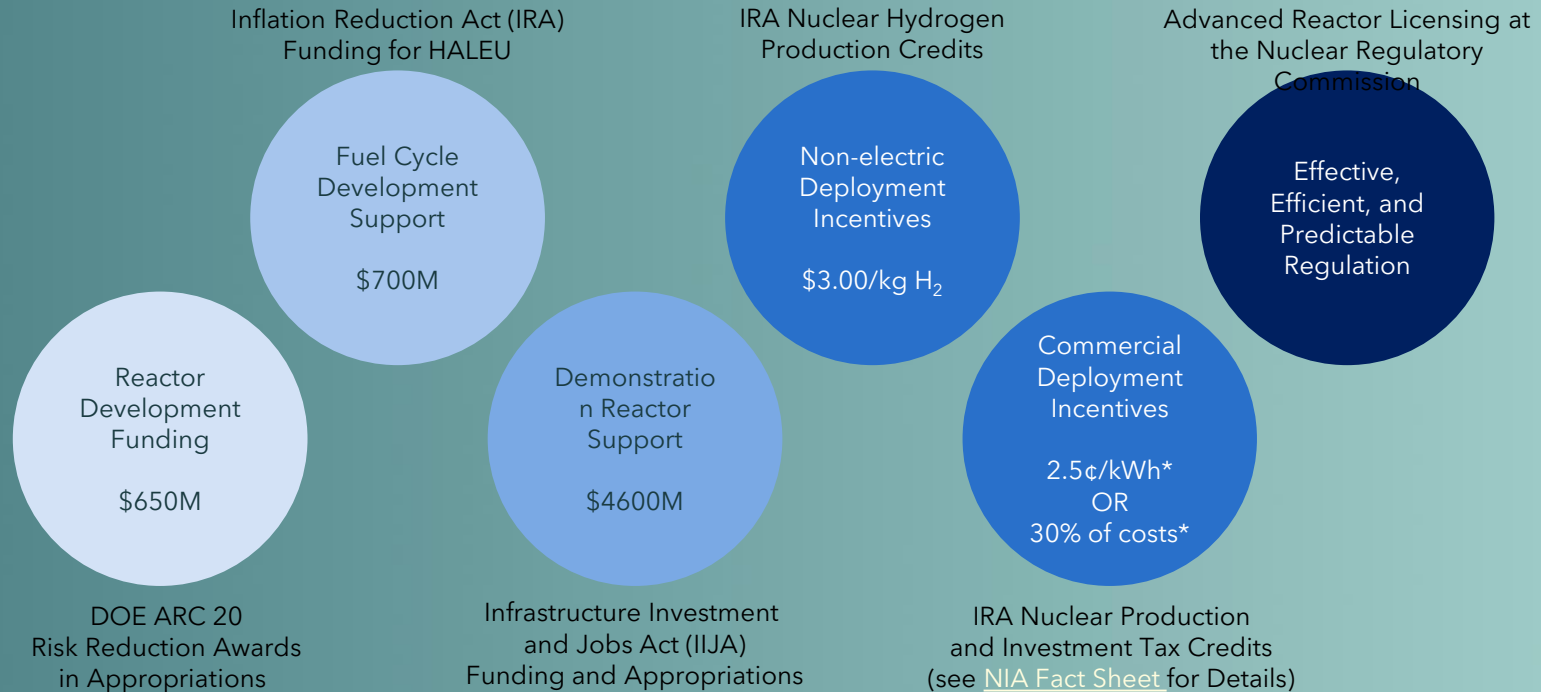 Inflation Reduction Act (IRA)
Funding for HALEU
Fuel Cycle
Development
Support
$700M
IRA Nuclear Hydrogen
Production Credits
Non-electric
Deployment
Incentives
$3.00/kg H₂
Advanced Reactor Licensing at
the Nuclear Regulatory
Commission
Effective,
Efficient, and
Predictable
Regulation
Reactor
Development
Funding
$650M
DOE ARC 20
Risk Reduction Awards
in Appropriations
Demonstratio
n Reactor
Support
$4600M
Infrastructure Investment
and Jobs Act (IIJA)
Funding and Appropriations
Commercial
Deployment
Incentives
2.5¢/kWh*
OR
30% of costs*
IRA Nuclear Production
and Investment Tax Credits
(see NIA Fact Sheet for Details)